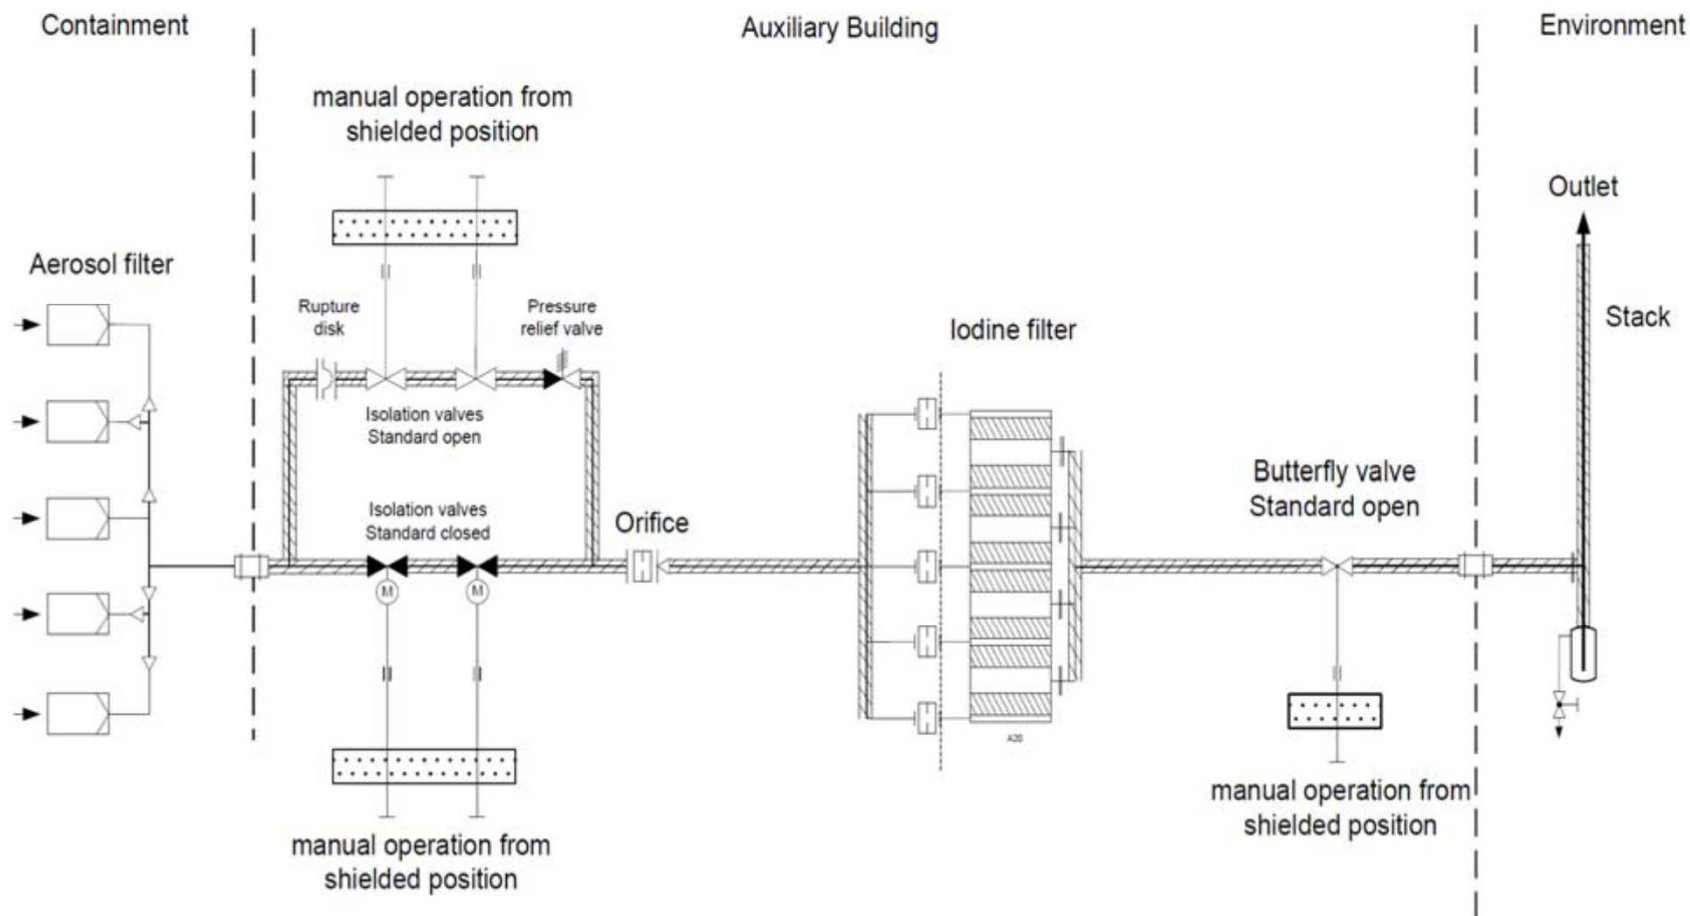 Containment
Auxiliary Building
Environment
manual operation from
shielded position
Outlet
Aerosol filter
Rupture
disk
Pressure
relief valve
Stack
Iodine filter
Isolation valves
Standard open
Butterfly valve
Standard open
Isolation valves
Standard closed
Orifice
M
M
A20
manual operation from
shielded position
manual operation from
shielded position